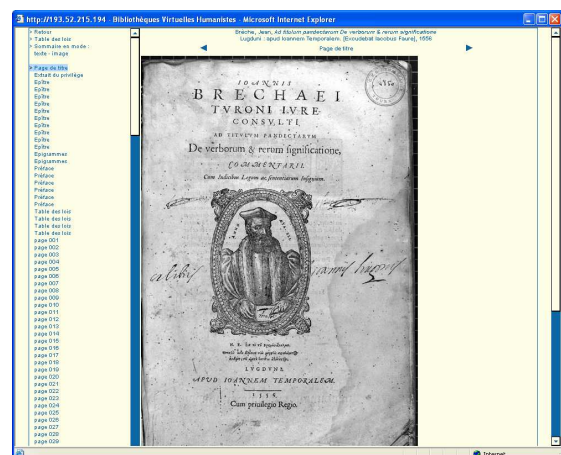 http://193.52.215.194 - Bibliothèques Virtuelles Humanistes - Microsoft Internet Explorer
> Retour
> Table des lois
> Sommaire en mode :
texte - image
> Page de titre
Extrait du privilège
Epître
Epître
Epître
Epître
Epître
Epître
Epître
Epître
Epître
Epître
Epigrammes
Epigrammes
Préface
Préface
Préface
Préface
Préface
Préface
Table des lois
Table des lois
Table des lois
Table des lois
page 001
page 002
page 003
page 004
page 005
page 006
page 007
page 008
page 009
page 010
page 011
page 012
page 013
page 014
page 015
page 016
page 017
page 018
page 019
page 020
page 021
page 022
page 023
page 024
page 025
page 026
page 027
page 028
page 029
Brèche, Jean, Ad titulum pandectarum De verborum & rerum significatione
Lugduni : apud Ioannem Temporalem. [Excudebat Iacobus Faure], 1556
Page de titre
IOANNIS
BRECHAEI
TVRONI IVRE-
CONSVLTI,
AD TITVLVM PANDECTARVM
De verborum & rerum significatione,
COMMENTARII.
Cum Indicibus Legum ac sententiarum Insignium.
LVGDVNI,
APVD IOANNEM TEMPORALEM.
1556.
Cum priuilegio Regio.
Internet